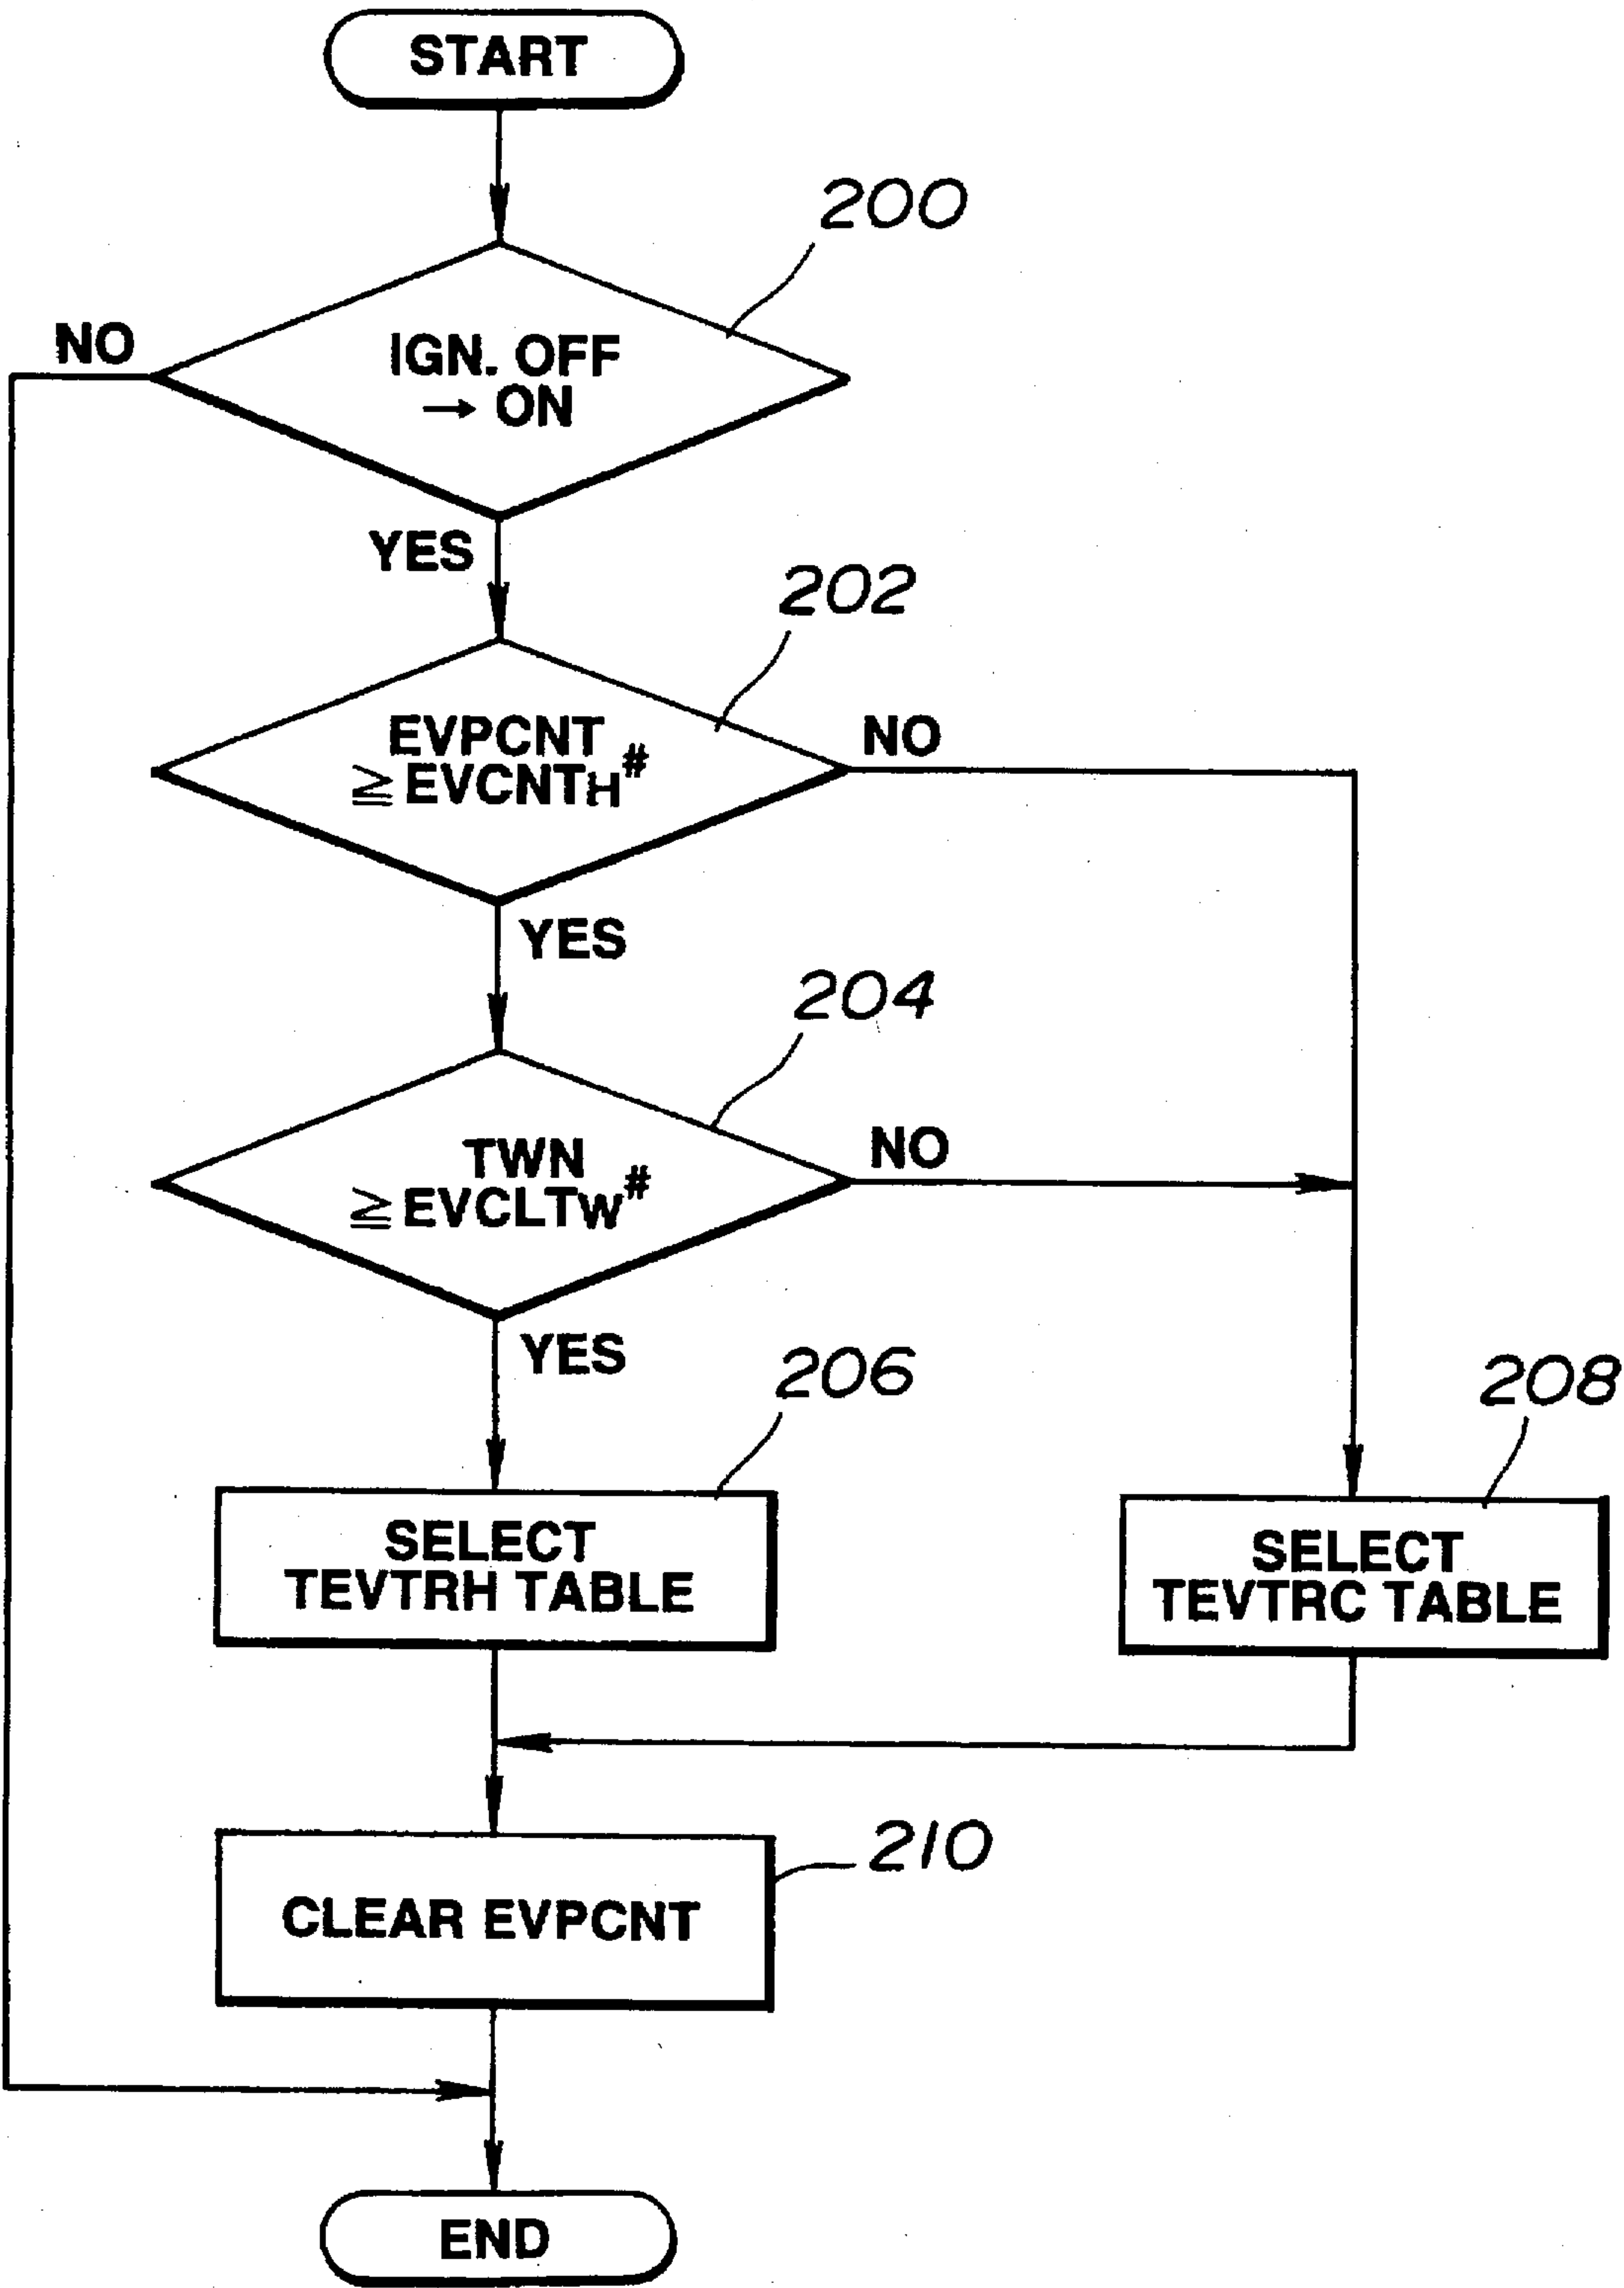 START
200
NO
IGN. OFF
→ ON
YES
202
EVPCNT
≧ EVCNTH#
NO
YES
204
TWN
≧ EVCLTW#
NO
YES
206
208
SELECT
TEVTRH TABLE
SELECT
TEVTRC TABLE
210
CLEAR EVPCNT
END